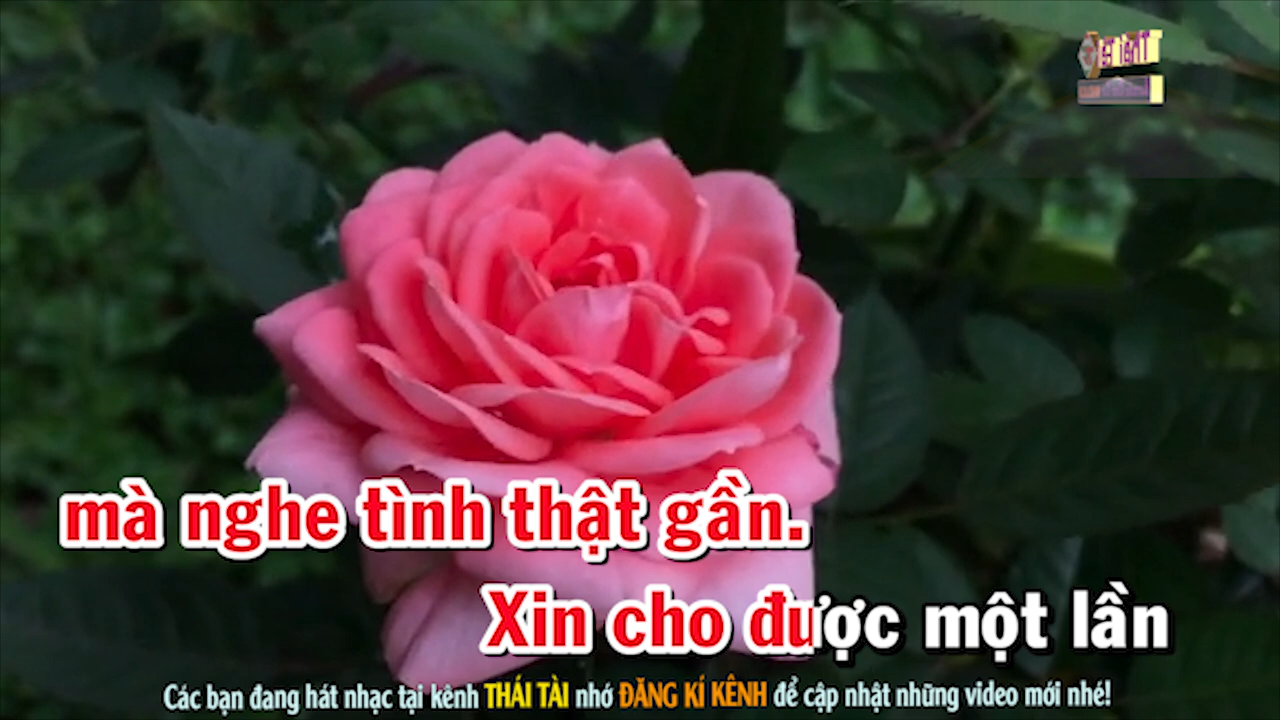 mà nghe tình thật gần.
Xin cho được một lần
Các bạn đang hát nhạc tại kênh THÁI TÀI nhớ ĐĂNG KÍ KÊNH để cập nhật những video mới nhé!